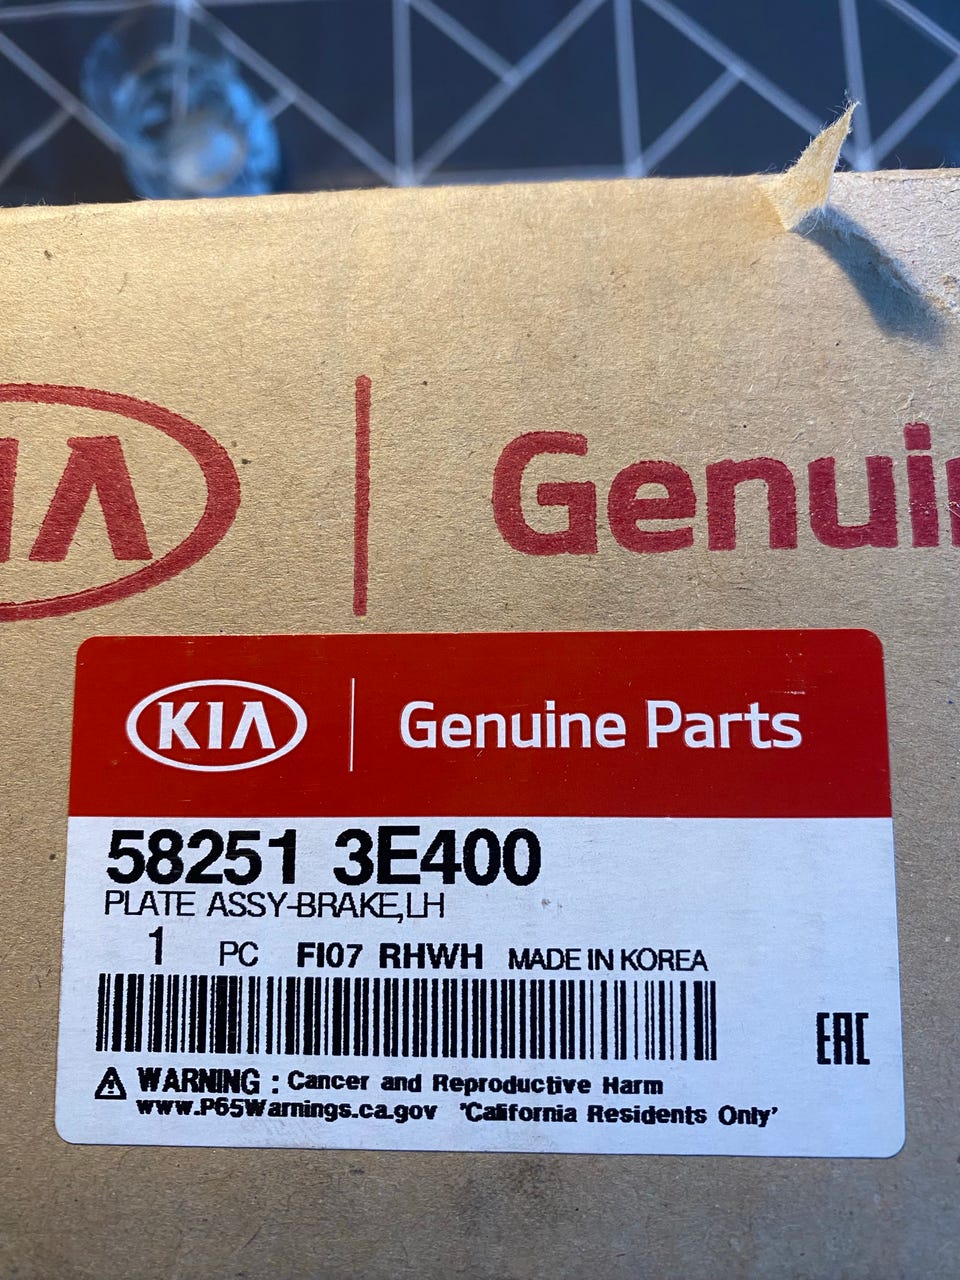 KIA Genui
KIA Genuine Parts
58251 3E400
PLATE ASSY-BRAKE,LH
1 PC FI07 RHWH MADE IN KOREA
WARNING : Cancer and Reproductive Harm
www.P65Warnings.ca.gov 'California Residents Only'
EAC